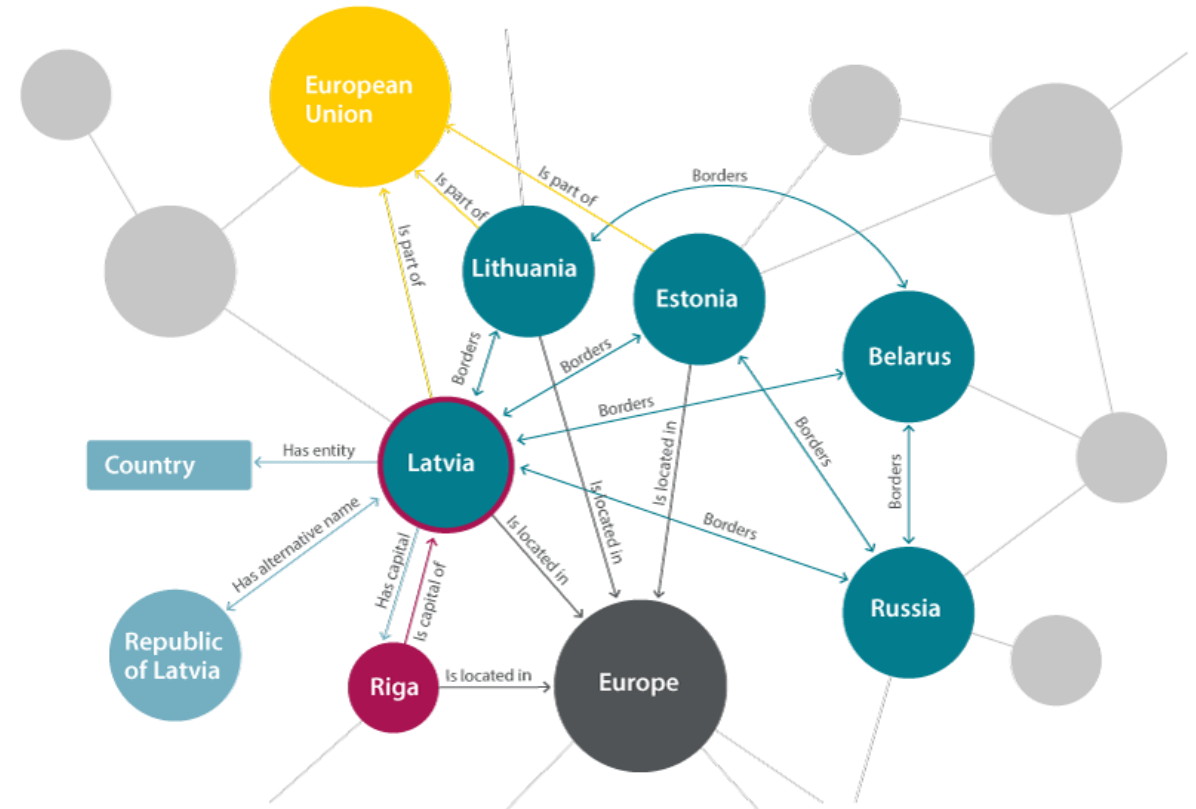 European
Union
Is part of
Is part of
Is part of
Borders
Lithuania
Estonia
Belarus
Borders
Borders
Borders
Borders
Borders
Is located in
Is located in
Country
Has entity
Latvia
Borders
Is located in
Has alternative name
Has capital
Is capital of
Republic
of Latvia
Riga
Is located in
Europe
Russia